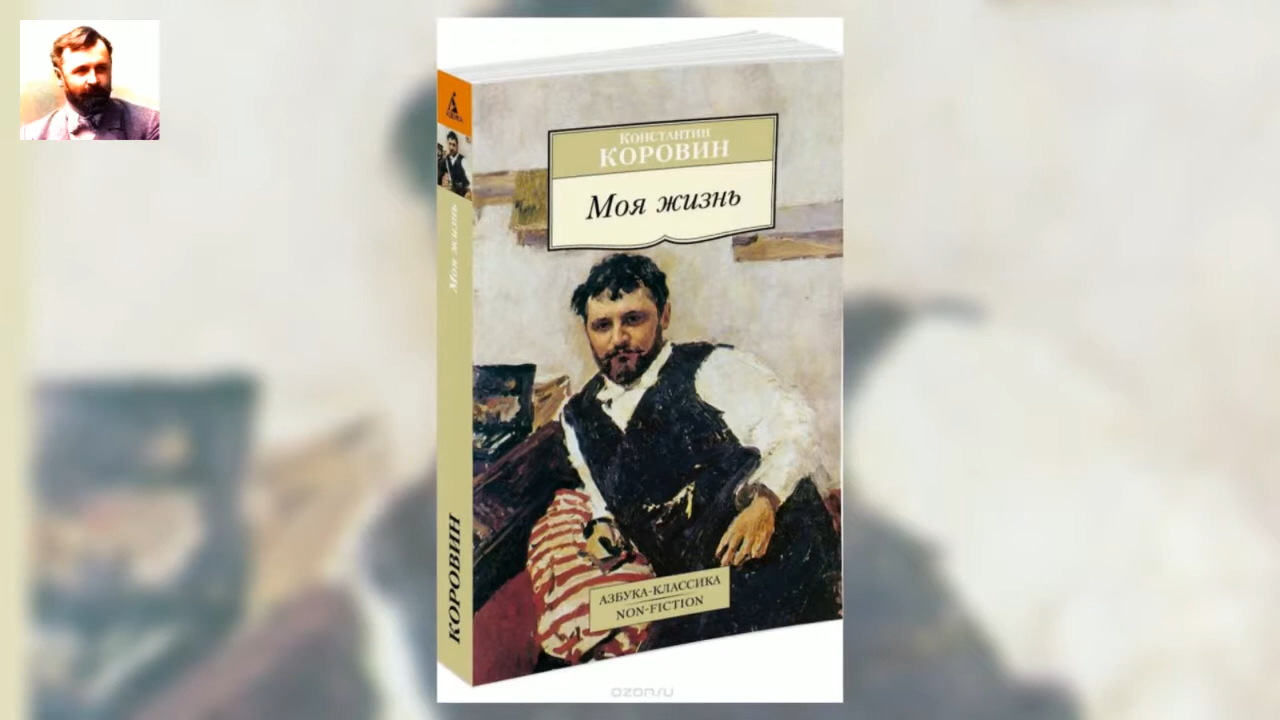 Константин
КОРОВИН
Моя жизнь
АЗБУКА-КЛАССИКА
NON-FICTION
Моя жизнь
КОРОВИН
ozon.ru